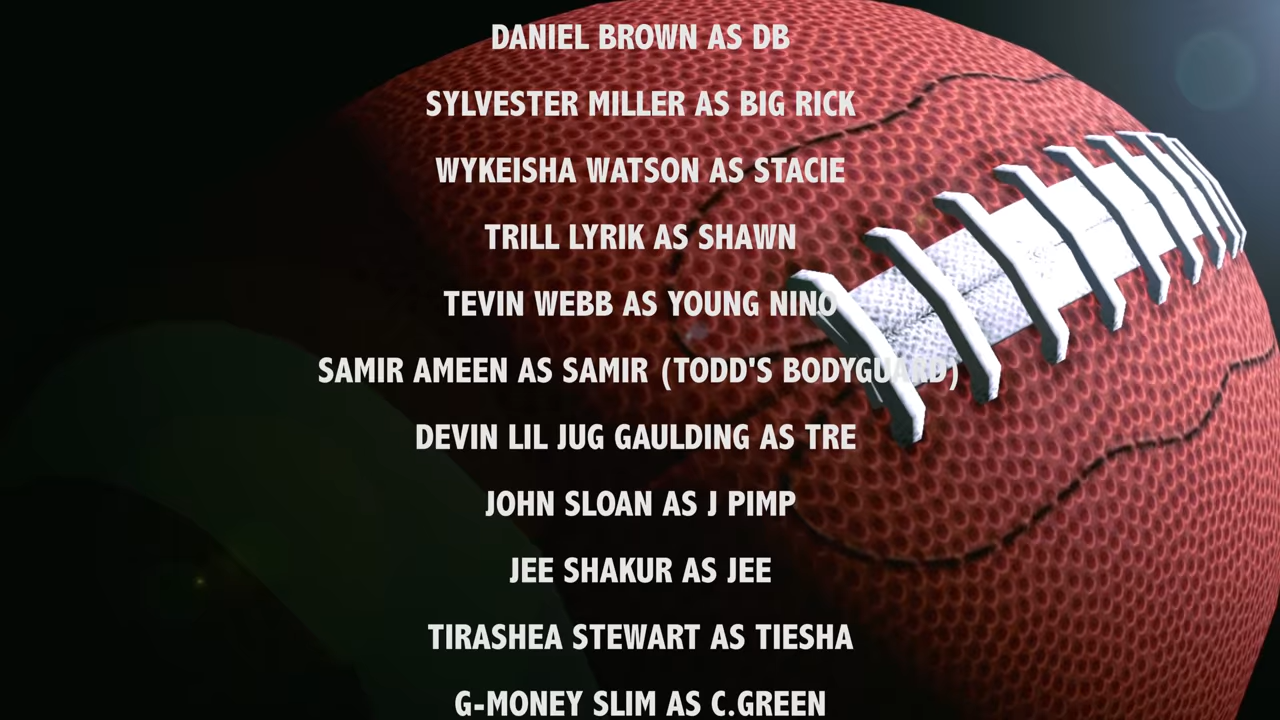 DANIEL BROWN AS DB
SYLVESTER MILLER AS BIG RICK
WYKEISHA WATSON AS STACIE
TRILL LYRIK AS SHAWN
TEVIN WEBB AS YOUNG NINO
SAMIR AMEEN AS SAMIR (TODD'S BODYGUARD)
DEVIN LIL JUG GAULDING AS TRE
JOHN SLOAN AS J PIMP
JEE SHAKUR AS JEE
TIRASHEA STEWART AS TIESHA
G-MONEY SLIM AS C.GREEN